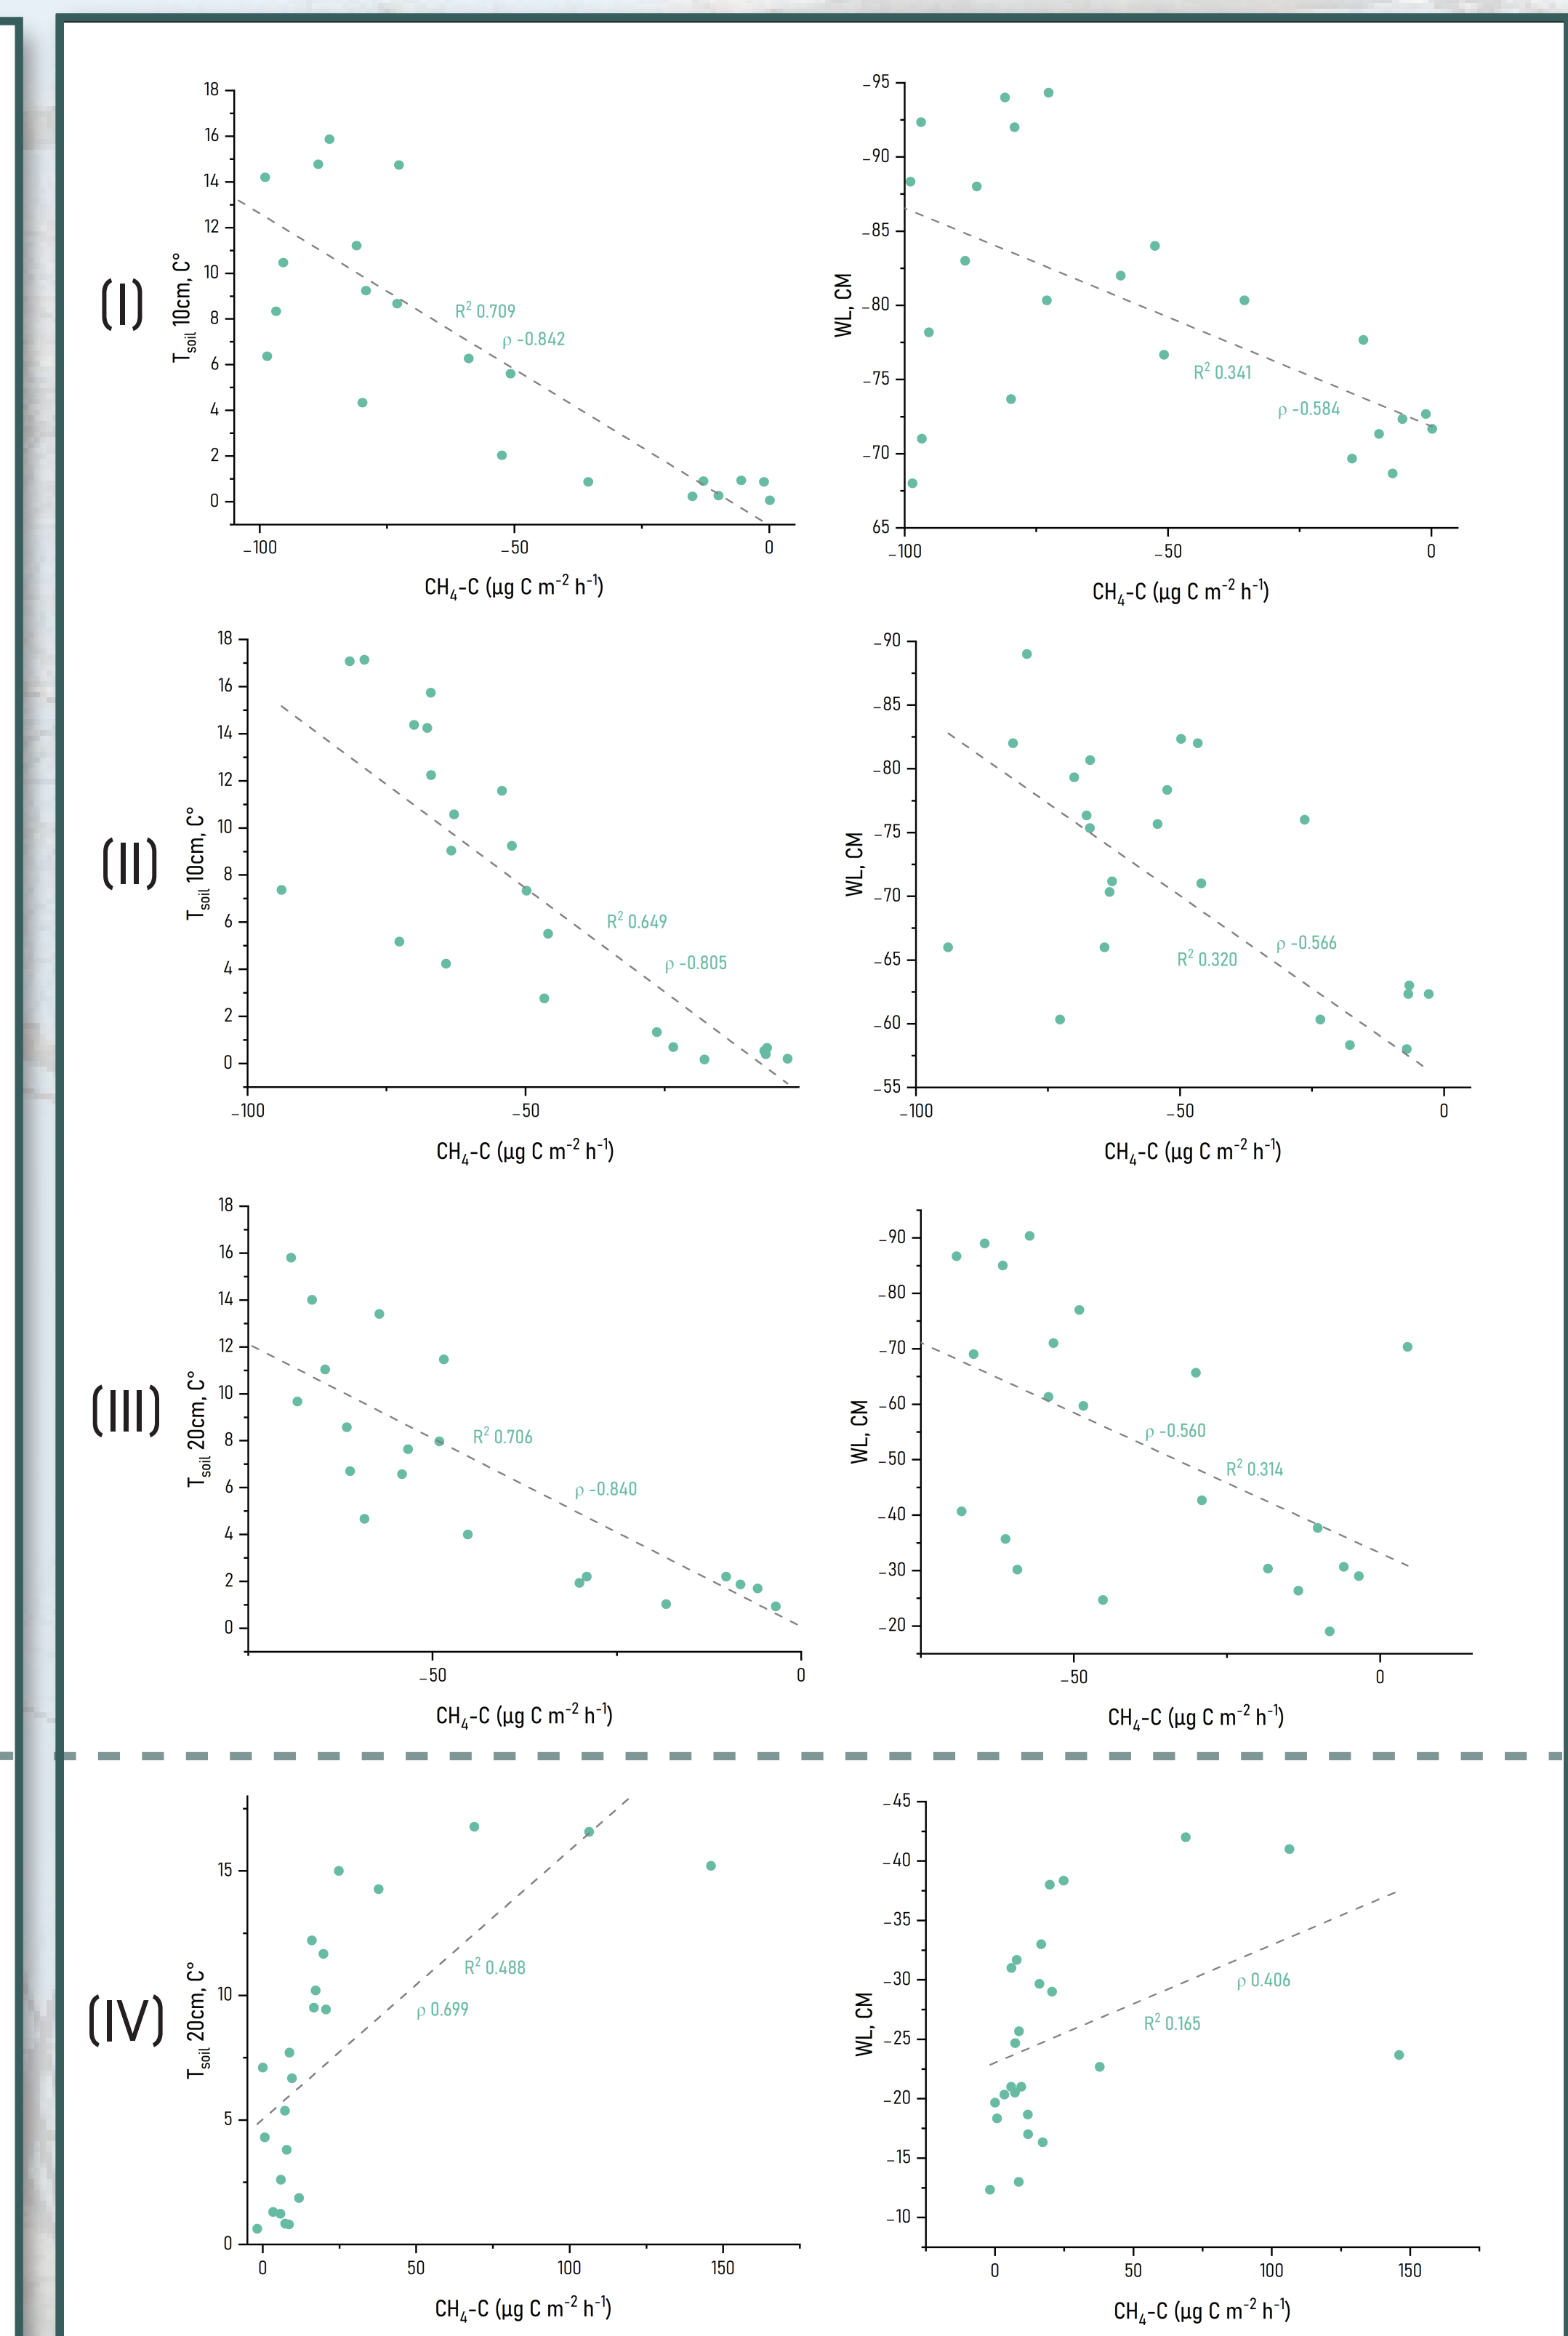 (I)
18
16
14
12
10
8
6
4
2
0
T_soil 10cm, C°
R² 0.709
ρ -0.842
-100
-50
0
CH₄-C (µg C m⁻² h⁻¹)
-95
-90
-85
-80
-75
-70
65
WL, CM
R² 0.341
ρ -0.584
-100
-50
0
CH₄-C (µg C m⁻² h⁻¹)
(II)
18
16
14
12
10
8
6
4
2
0
T_soil 10cm, C°
R² 0.649
ρ -0.805
-100
-50
CH₄-C (µg C m⁻² h⁻¹)
-90
-85
-80
-75
-70
-65
-60
-55
WL, CM
ρ -0.566
R² 0.320
-100
-50
0
CH₄-C (µg C m⁻² h⁻¹)
(III)
18
16
14
12
10
8
6
4
2
0
T_soil 20cm, C°
R² 0.706
ρ -0.840
-50
0
CH₄-C (µg C m⁻² h⁻¹)
-90
-80
-70
-60
-50
-40
-30
-20
WL, CM
ρ -0.560
R² 0.314
-50
0
CH₄-C (µg C m⁻² h⁻¹)
(IV)
15
10
5
0
T_soil 20cm, C°
R² 0.488
ρ 0.699
0
50
100
150
CH₄-C (µg C m⁻² h⁻¹)
-45
-40
-35
-30
-25
-20
-15
-10
WL, CM
ρ 0.406
R² 0.165
0
50
100
150
CH₄-C (µg C m⁻² h⁻¹)